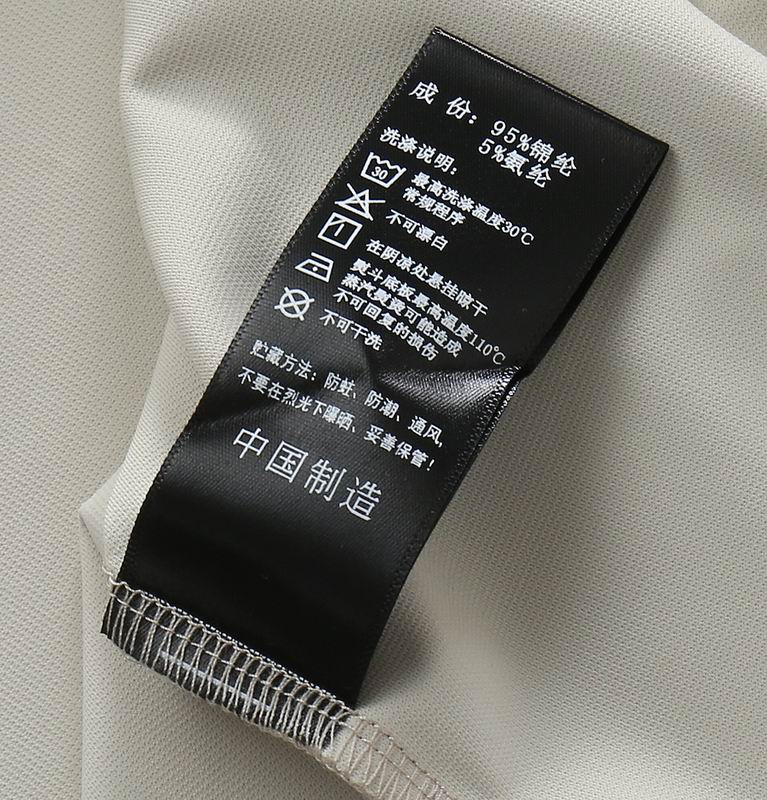 成 份: 95%锦纶
5%氨纶
洗涤说明:
30
最高洗涤温度30℃
常规程序
不可漂白
在阴凉处悬挂晾干
熨斗底板最高温度110℃
蒸汽熨烫可能造成
不可回复的损伤
不可干洗
贮藏方法: 防蛀、防潮、通风,
不要在烈光下曝晒、妥善保管!
中国制造